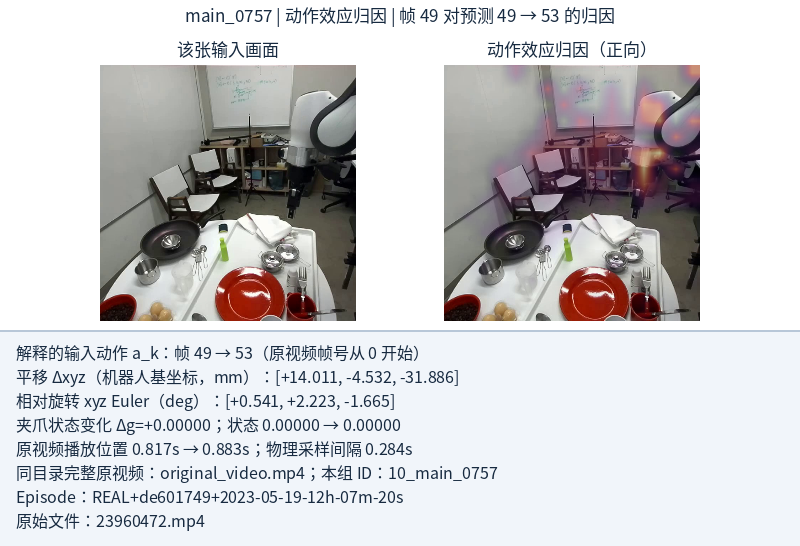 main_0757 | 动作效应归因 | 帧 49 对预测 49 → 53 的归因
该张输入画面
动作效应归因（正向）
解释的输入动作 a_k：帧 49 → 53（原视频帧号从 0 开始）
平移 Δxyz（机器人基坐标，mm）：[+14.011, -4.532, -31.886]
相对旋转 xyz Euler（deg）：[+0.541, +2.223, -1.665]
夹爪状态变化 Δg=+0.00000；状态 0.00000 → 0.00000
原视频播放位置 0.817s → 0.883s；物理采样间隔 0.284s
同目录完整原视频：original_video.mp4；本组 ID：10_main_0757
Episode：REAL+de601749+2023-05-19-12h-07m-20s
原始文件：23960472.mp4